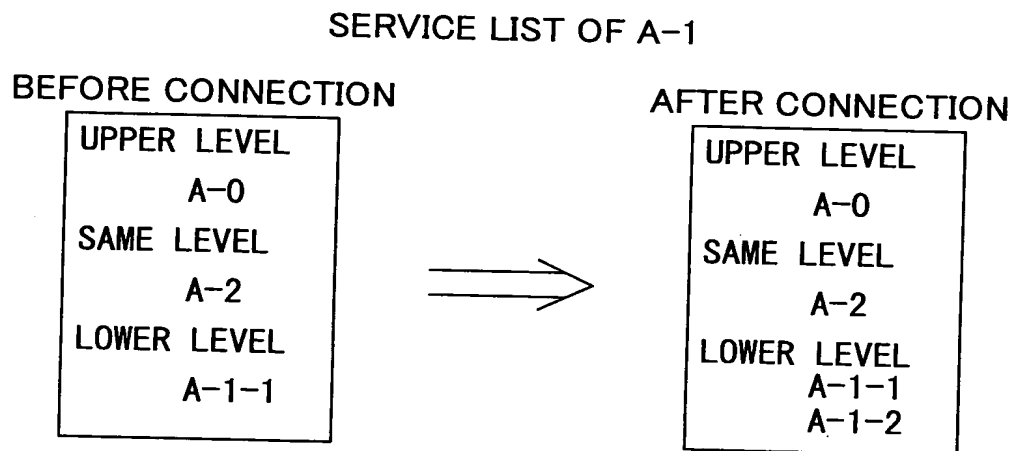 SERVICE LIST OF A-1
BEFORE CONNECTION
UPPER LEVEL
A-0
SAME LEVEL
A-2
LOWER LEVEL
A-1-1
AFTER CONNECTION
UPPER LEVEL
A-0
SAME LEVEL
A-2
LOWER LEVEL
A-1-1
A-1-2